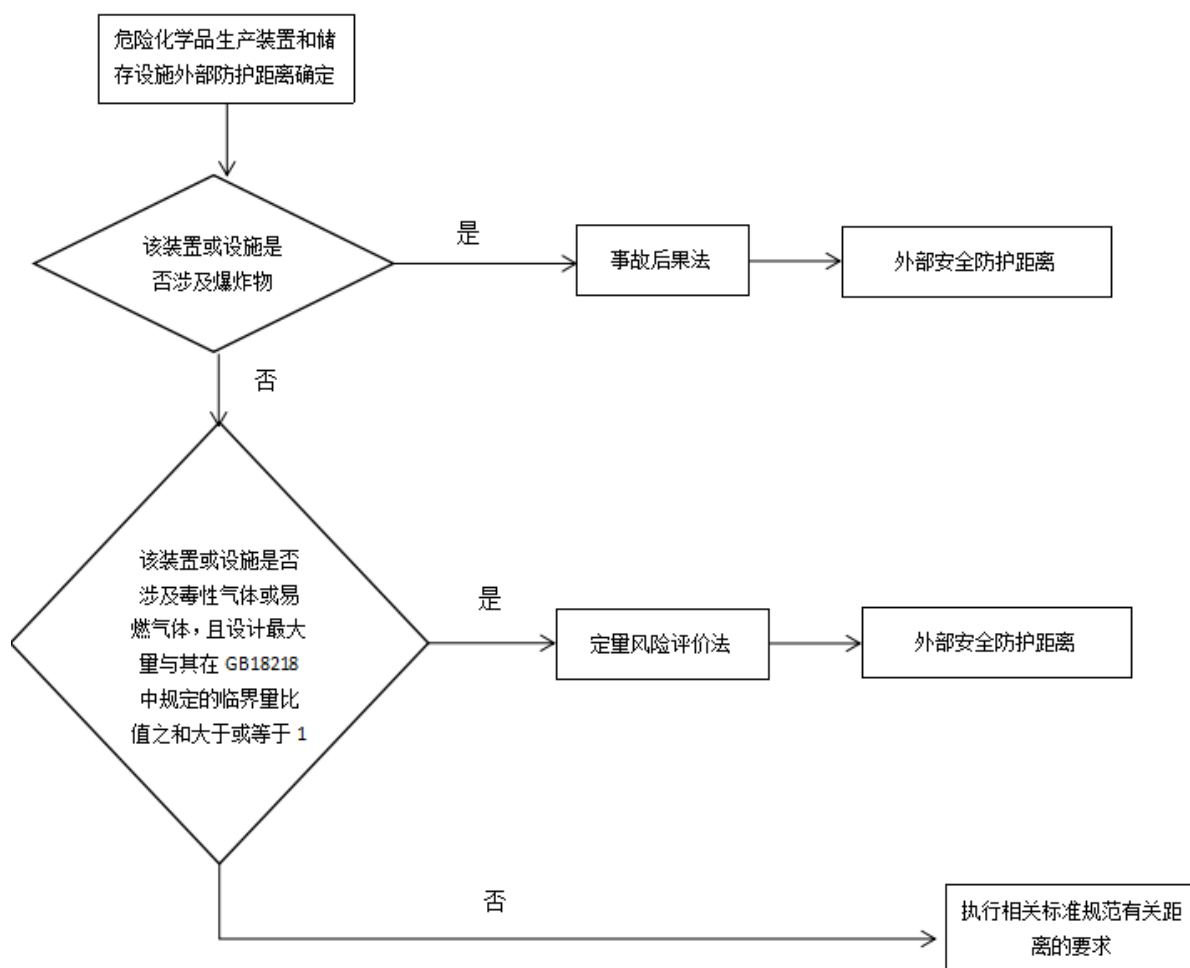 危险化学品生产装置和储
存设施外部防护距离确定
该装置或设施是
否涉及爆炸物
是
事故后果法
外部安全防护距离
否
该装置或设施是否
涉及毒性气体或易
燃气体，且设计最大
量与其在 GB18218
中规定的临界量比
值之和大于或等于 1
是
定量风险评价法
外部安全防护距离
否
执行相关标准规范有关距
离的要求